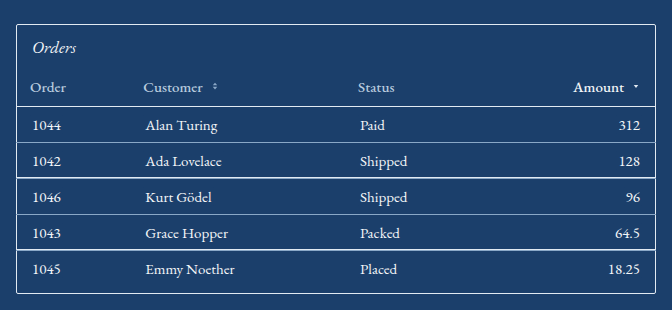 Orders
Order Customer Status Amount
1044 Alan Turing Paid 312
1042 Ada Lovelace Shipped 128
1046 Kurt Gödel Shipped 96
1043 Grace Hopper Packed 64.5
1045 Emmy Noether Placed 18.25